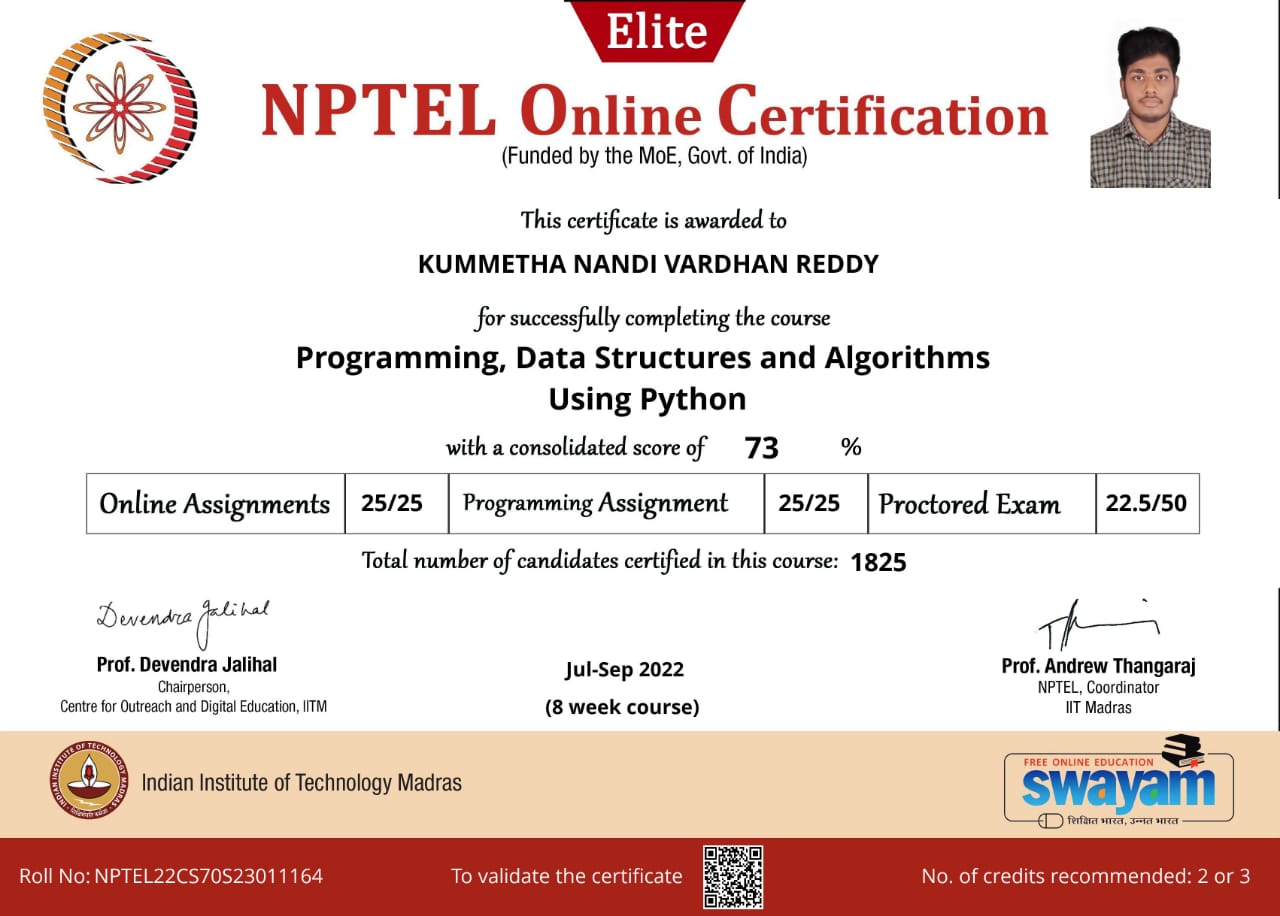 Elite
NPTEL Online Certification
(Funded by the MoE, Govt. of India)
This certificate is awarded to
KUMMETHA NANDI VARDHAN REDDY
for successfully completing the course
Programming, Data Structures and Algorithms
Using Python
with a consolidated score of 73 %
Online Assignments 25/25 Programming Assignment 25/25 Proctored Exam 22.5/50
Total number of candidates certified in this course: 1825
Devendra Jalihal
Prof. Devendra Jalihal
Chairperson,
Centre for Outreach and Digital Education, IITM
Jul-Sep 2022
(8 week course)
Prof. Andrew Thangaraj
NPTEL, Coordinator
IIT Madras
INDIAN INSTITUTE OF TECHNOLOGY MADRAS
Indian Institute of Technology Madras
FREE ONLINE EDUCATION
swayam
शिक्षित भारत, उन्नत भारत
Roll No: NPTEL22CS70S23011164
To validate the certificate
No. of credits recommended: 2 or 3